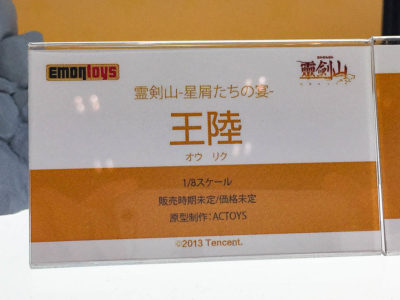 EMONTOYS
霊剣山
霊剣山-星屑たちの宴-
王陸
オウ リク
1/8スケール
販売時期未定/価格未定
原型制作：ACTOYS
©2013 Tencent.